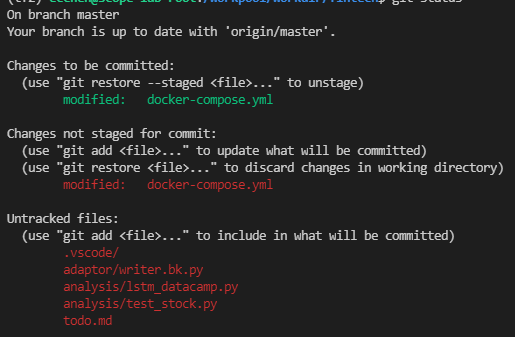 On branch master
Your branch is up to date with 'origin/master'.
Changes to be committed:
(use "git restore --staged <file>..." to unstage)
modified: docker-compose.yml
Changes not staged for commit:
(use "git add <file>..." to update what will be committed)
(use "git restore <file>..." to discard changes in working directory)
modified: docker-compose.yml
Untracked files:
(use "git add <file>..." to include in what will be committed)
.vscode/
adaptor/writer.bk.py
analysis/lstm_datacamp.py
analysis/test_stock.py
todo.md